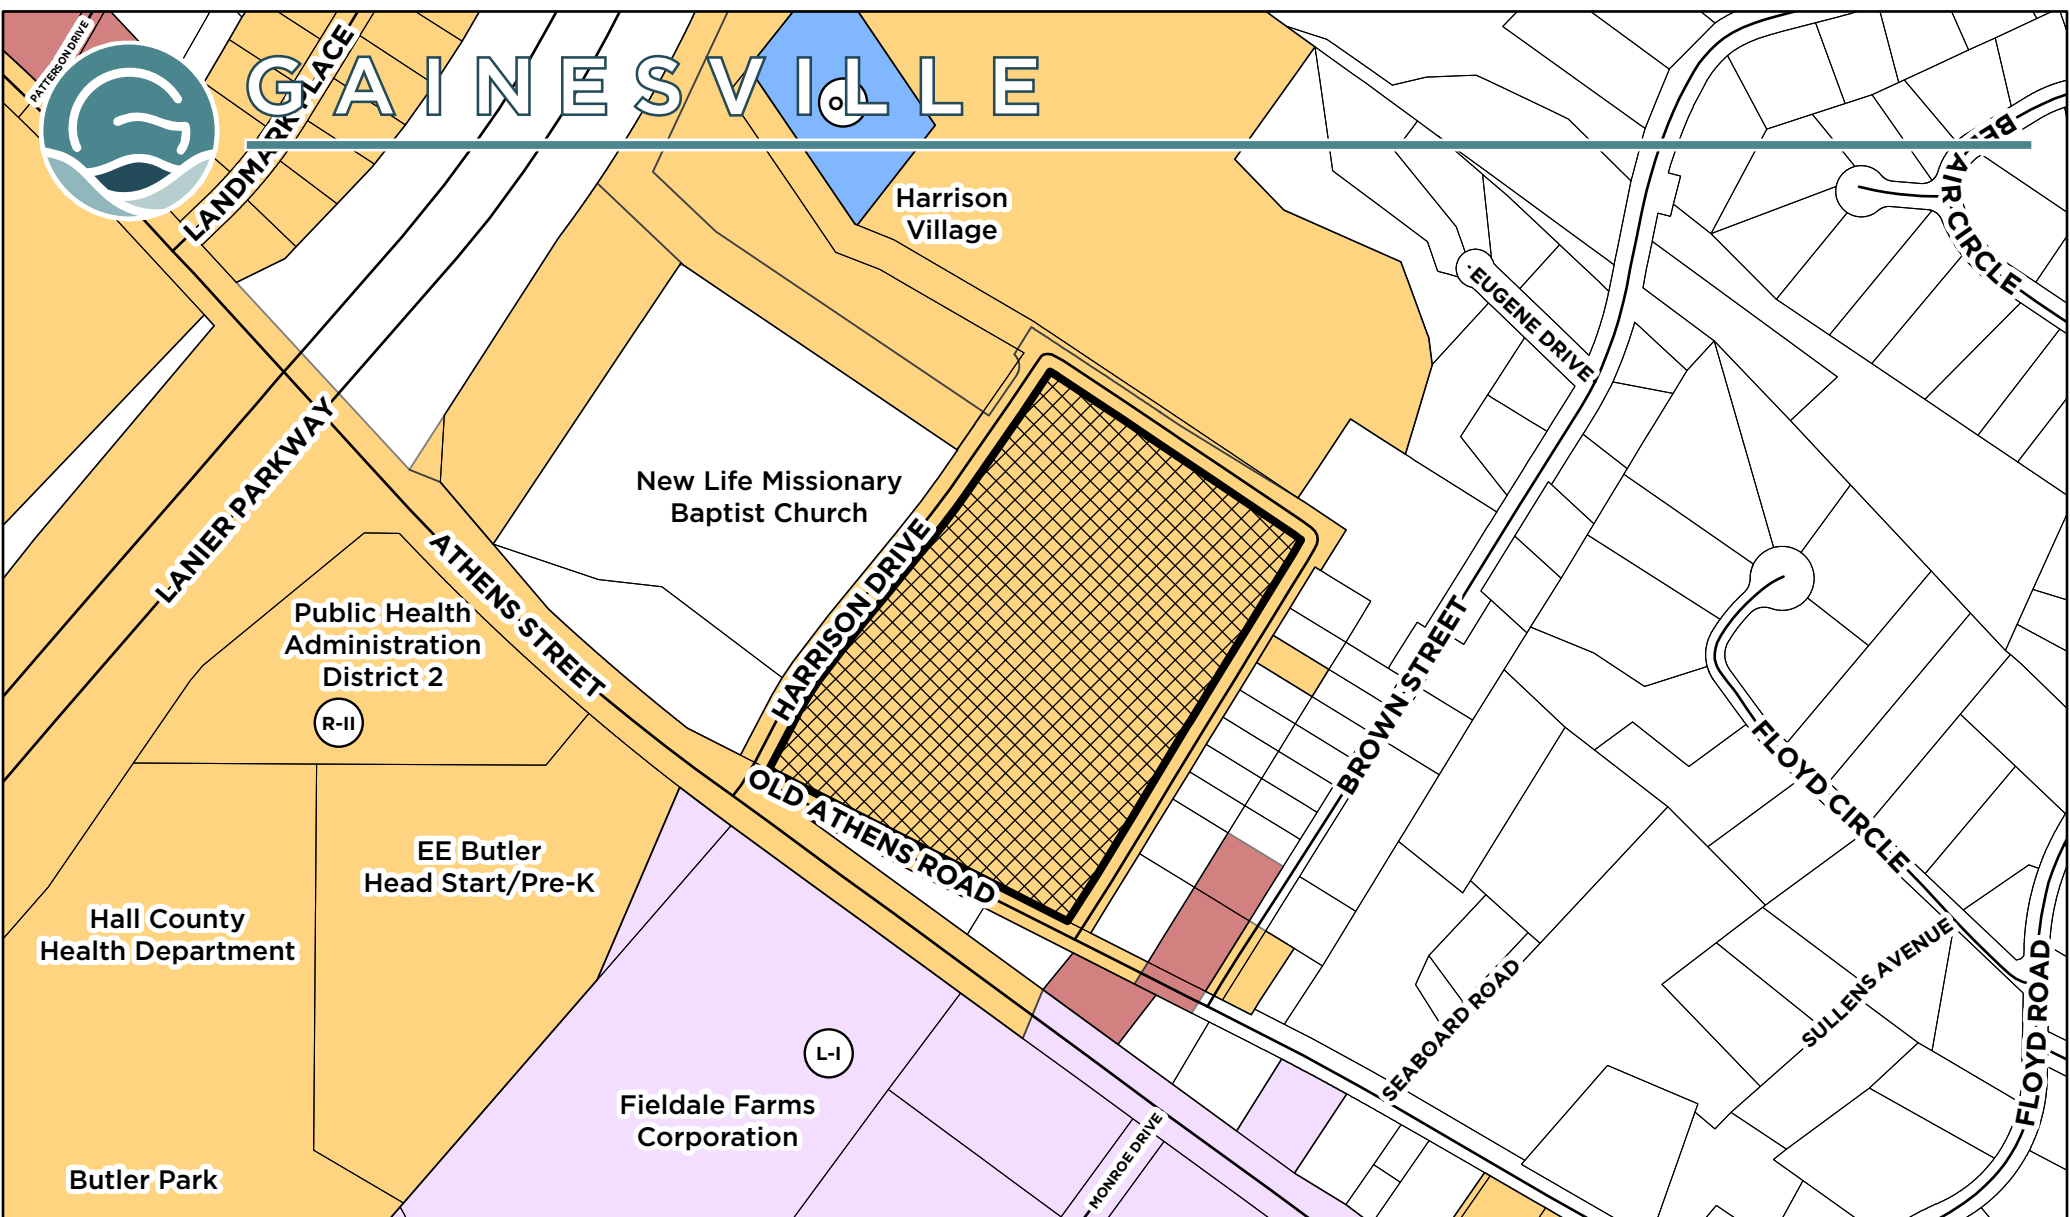 PATTERSON DRIVE
GAINESVILLE
LANDMARK PLACE
O
Harrison
Village
CIRCLE
EUGENE DRIVE
LANIER PARKWAY
New Life Missionary
Baptist Church
ATHENS STREET
HARRISON DRIVE
Public Health
Administration
District 2
R-II
BROWN STREET
OLD ATHENS ROAD
FLOYD CIRCLE
EE Butler
Head Start/Pre-K
Hall County
Health Department
SULLENS AVENUE
SEABOARD ROAD
FLOYD ROAD
L-I
Fieldale Farms
Corporation
MONROE DRIVE
Butler Park